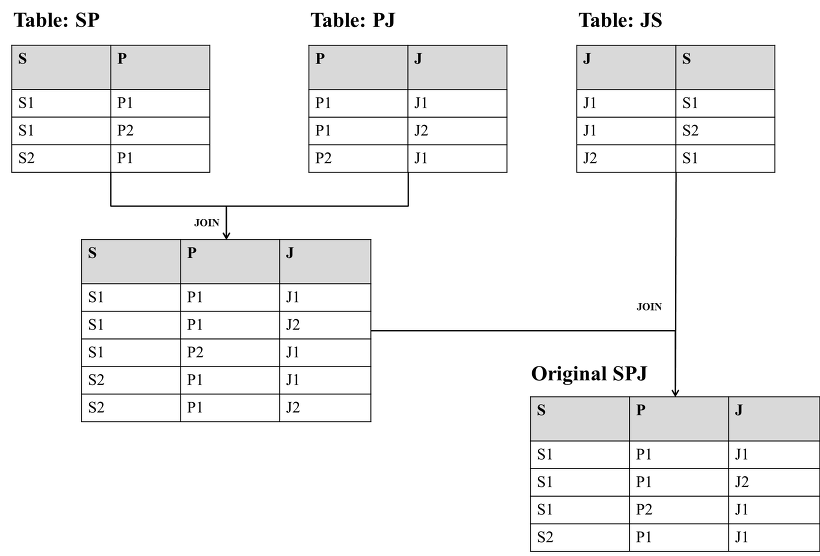 Table: SP
Table: PJ
Table: JS
S P
P J
J S
S1 P1
P1 J1
J1 S1
S1 P2
P1 J2
J1 S2
S2 P1
P2 J1
J2 S1
JOIN
S P J
S1 P1 J1
S1 P1 J2
S1 P2 J1
S2 P1 J1
S2 P1 J2
JOIN
Original SPJ
S P J
S1 P1 J1
S1 P1 J2
S1 P2 J1
S2 P1 J1